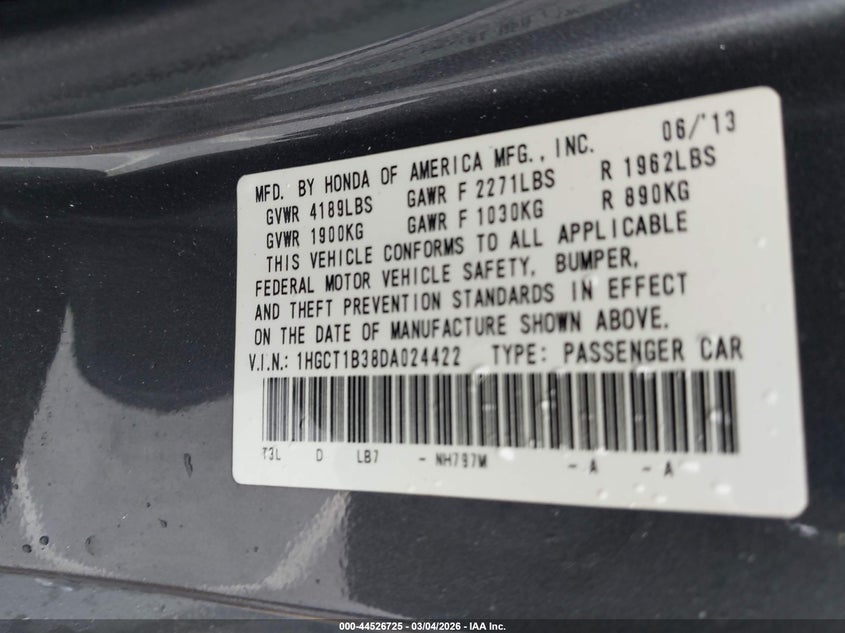 06/'13
MFD. BY HONDA OF AMERICA MFG., INC.
GVWR 4189LBS GAWR F 2271LBS R 1962LBS
GVWR 1900KG GAWR F 1030KG R 890KG
THIS VEHICLE CONFORMS TO ALL APPLICABLE
FEDERAL MOTOR VEHICLE SAFETY, BUMPER,
AND THEFT PREVENTION STANDARDS IN EFFECT
ON THE DATE OF MANUFACTURE SHOWN ABOVE.
V.I.N.: 1HGCT1B38DA024422 TYPE: PASSENGER CAR
T3L D LB7 - NH797M - A - A
000-44526725 - 03/04/2026 - IAA Inc.